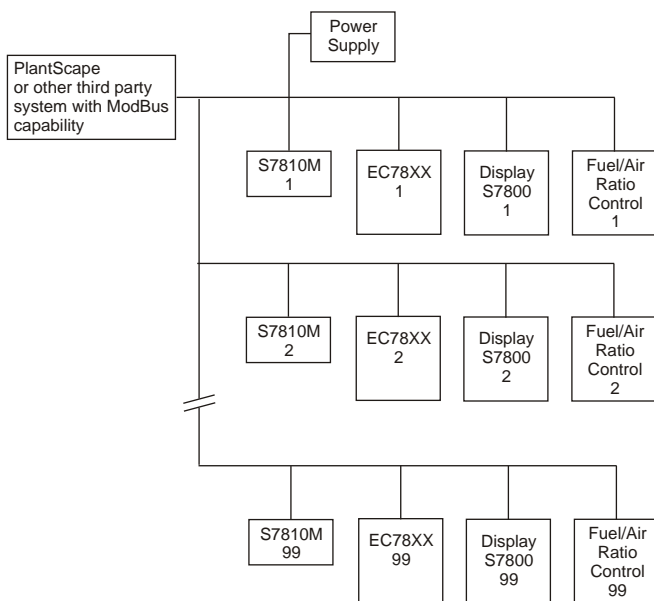 Power
Supply
PlantScape
or other third party
system with ModBus
capability
S7810M
1
EC78XX
1
Display
S7800
1
Fuel/Air
Ratio
Control
1
S7810M
2
EC78XX
2
Display
S7800
2
Fuel/Air
Ratio
Control
2
S7810M
99
EC78XX
99
Display
S7800
99
Fuel/Air
Ratio
Control
99